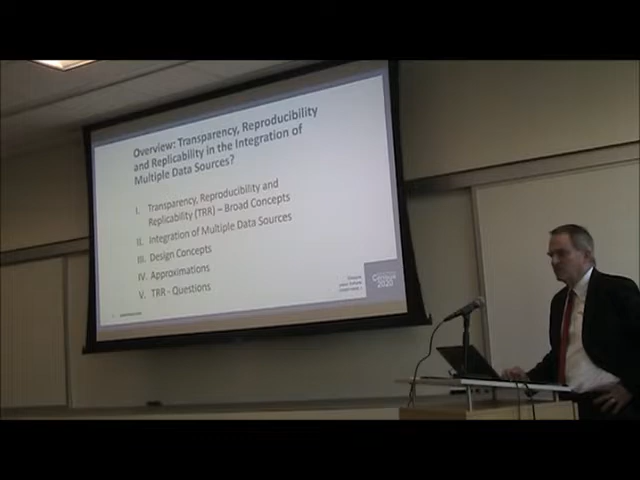 Overview: Transparency, Reproducibility
and Replicability in the Integration of
Multiple Data Sources?
I. Transparency, Reproducibility and
Replicability (TRR) – Broad Concepts
II. Integration of Multiple Data Sources
III. Design Concepts
IV. Approximations
V. TRR - Questions
Census
2020